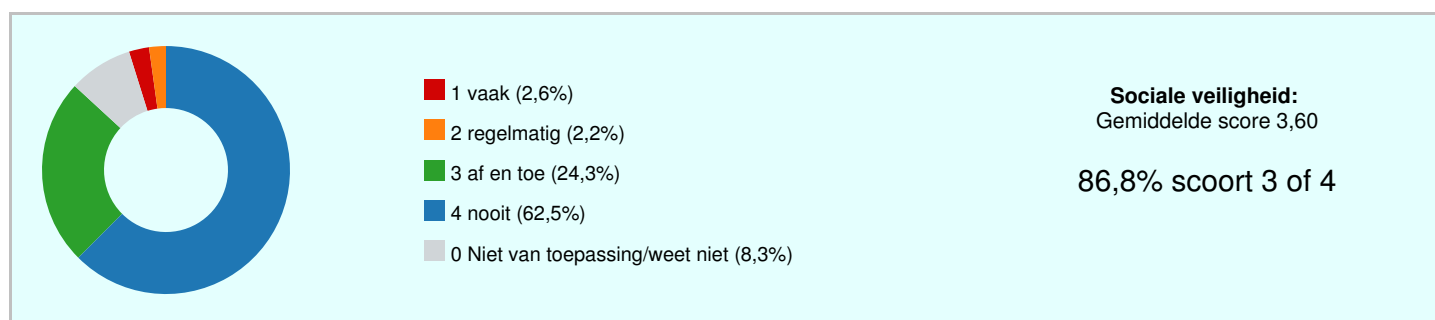 1 vaak (2,6%)
2 regelmatig (2,2%)
3 af en toe (24,3%)
4 nooit (62,5%)
0 Niet van toepassing/weet niet (8,3%)
Sociale veiligheid:
Gemiddelde score 3,60
86,8% scoort 3 of 4